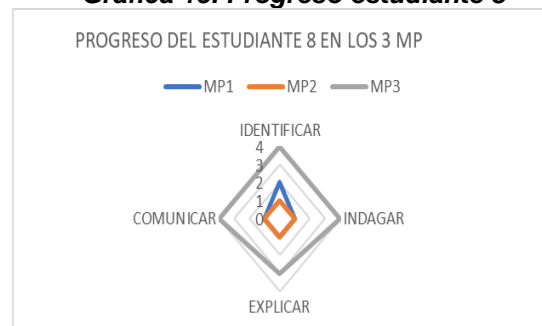 PROGRESO DEL ESTUDIANTE 8 EN LOS 3 MP
MP1 MP2 MP3
IDENTIFICAR
4
3
2
1
0
COMUNICAR
INDAGAR
EXPLICAR